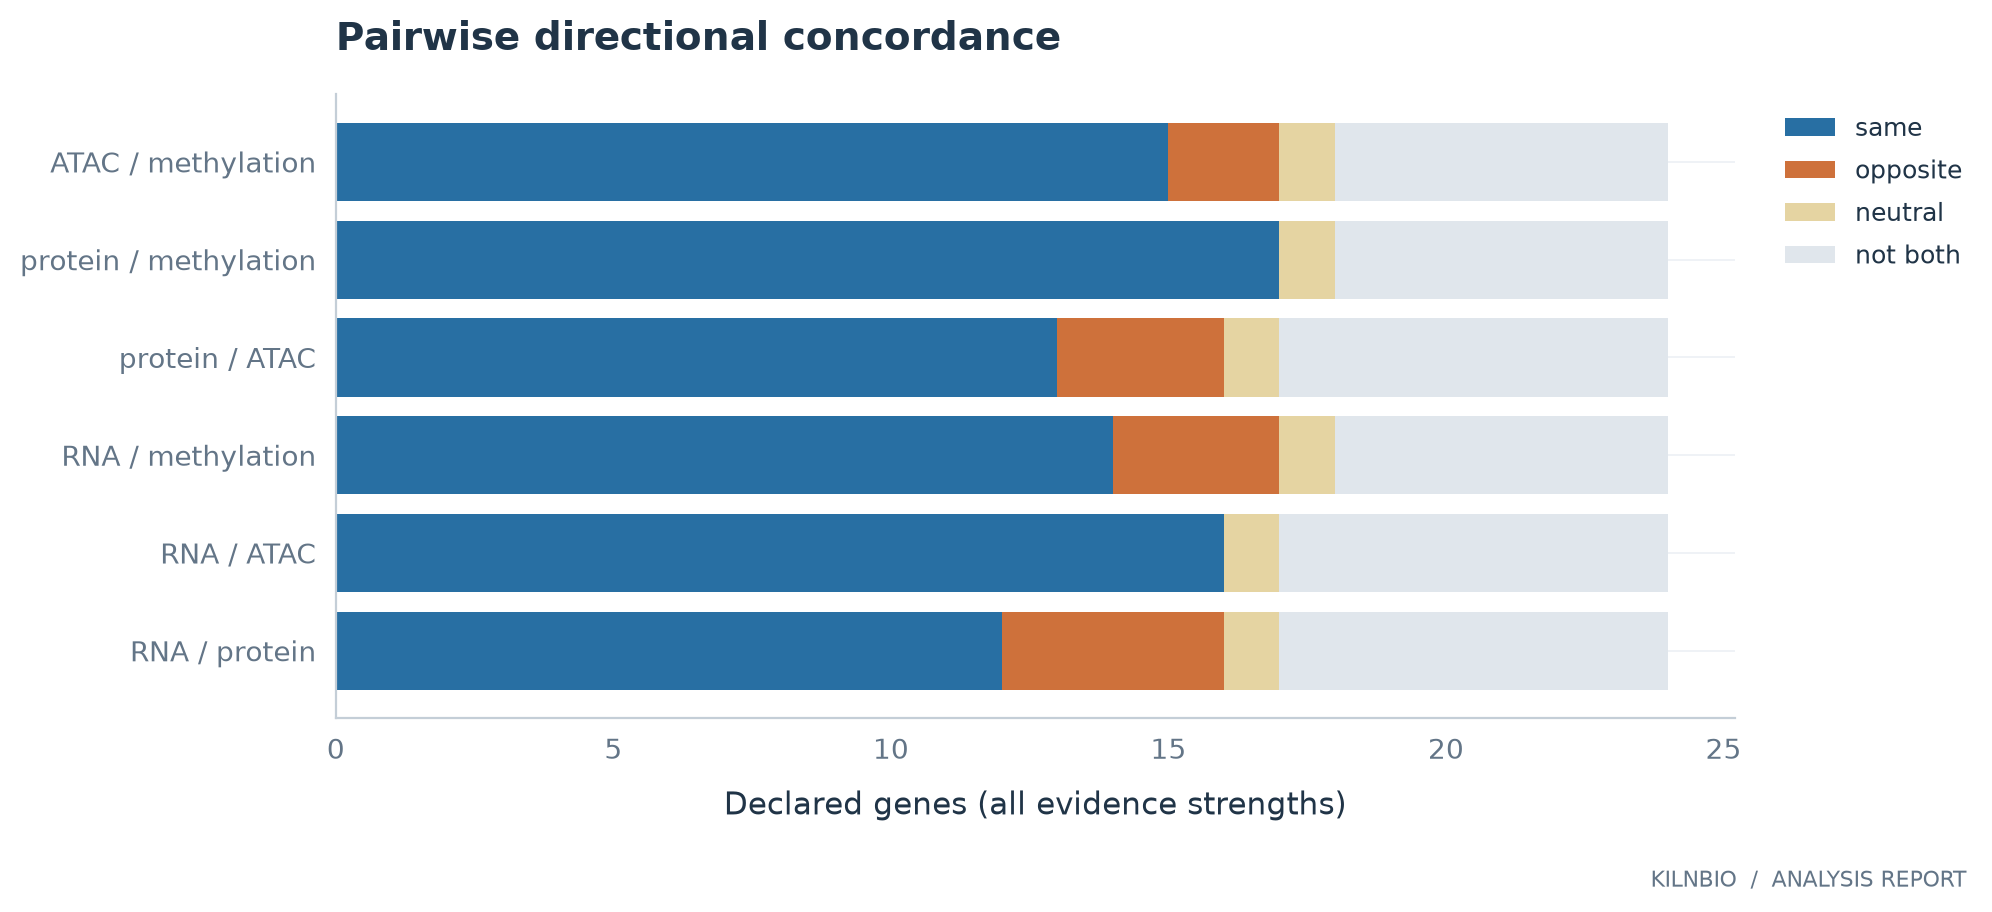 Pairwise directional concordance
ATAC / methylation
protein / methylation
protein / ATAC
RNA / methylation
RNA / ATAC
RNA / protein
0 5 10 15 20 25
Declared genes (all evidence strengths)
same
opposite
neutral
not both
KILNBIO / ANALYSIS REPORT